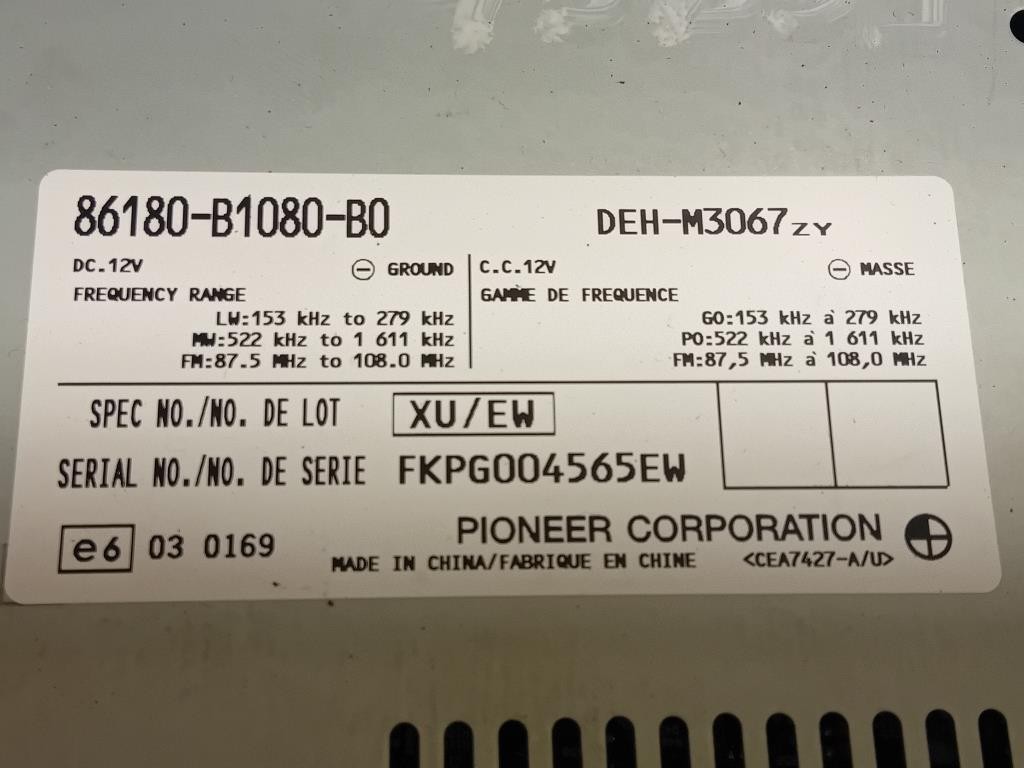 86180-B1080-B0 DEH-M3067ZY
DC.12V ⊖ GROUND
FREQUENCY RANGE
LW:153 kHz to 279 kHz
MW:522 kHz to 1 611 kHz
FM:87.5 MHz to 108.0 MHz
C.C.12V ⊖ MASSE
GAMME DE FREQUENCE
GO:153 kHz à 279 kHz
PO:522 kHz à 1 611 kHz
FM:87,5 MHz à 108,0 MHz
SPEC NO./NO. DE LOT XU/EW
SERIAL NO./NO. DE SERIE FKPG004565EW
e6 03 0169
PIONEER CORPORATION
MADE IN CHINA/FABRIQUE EN CHINE <CEA7427-A/U>